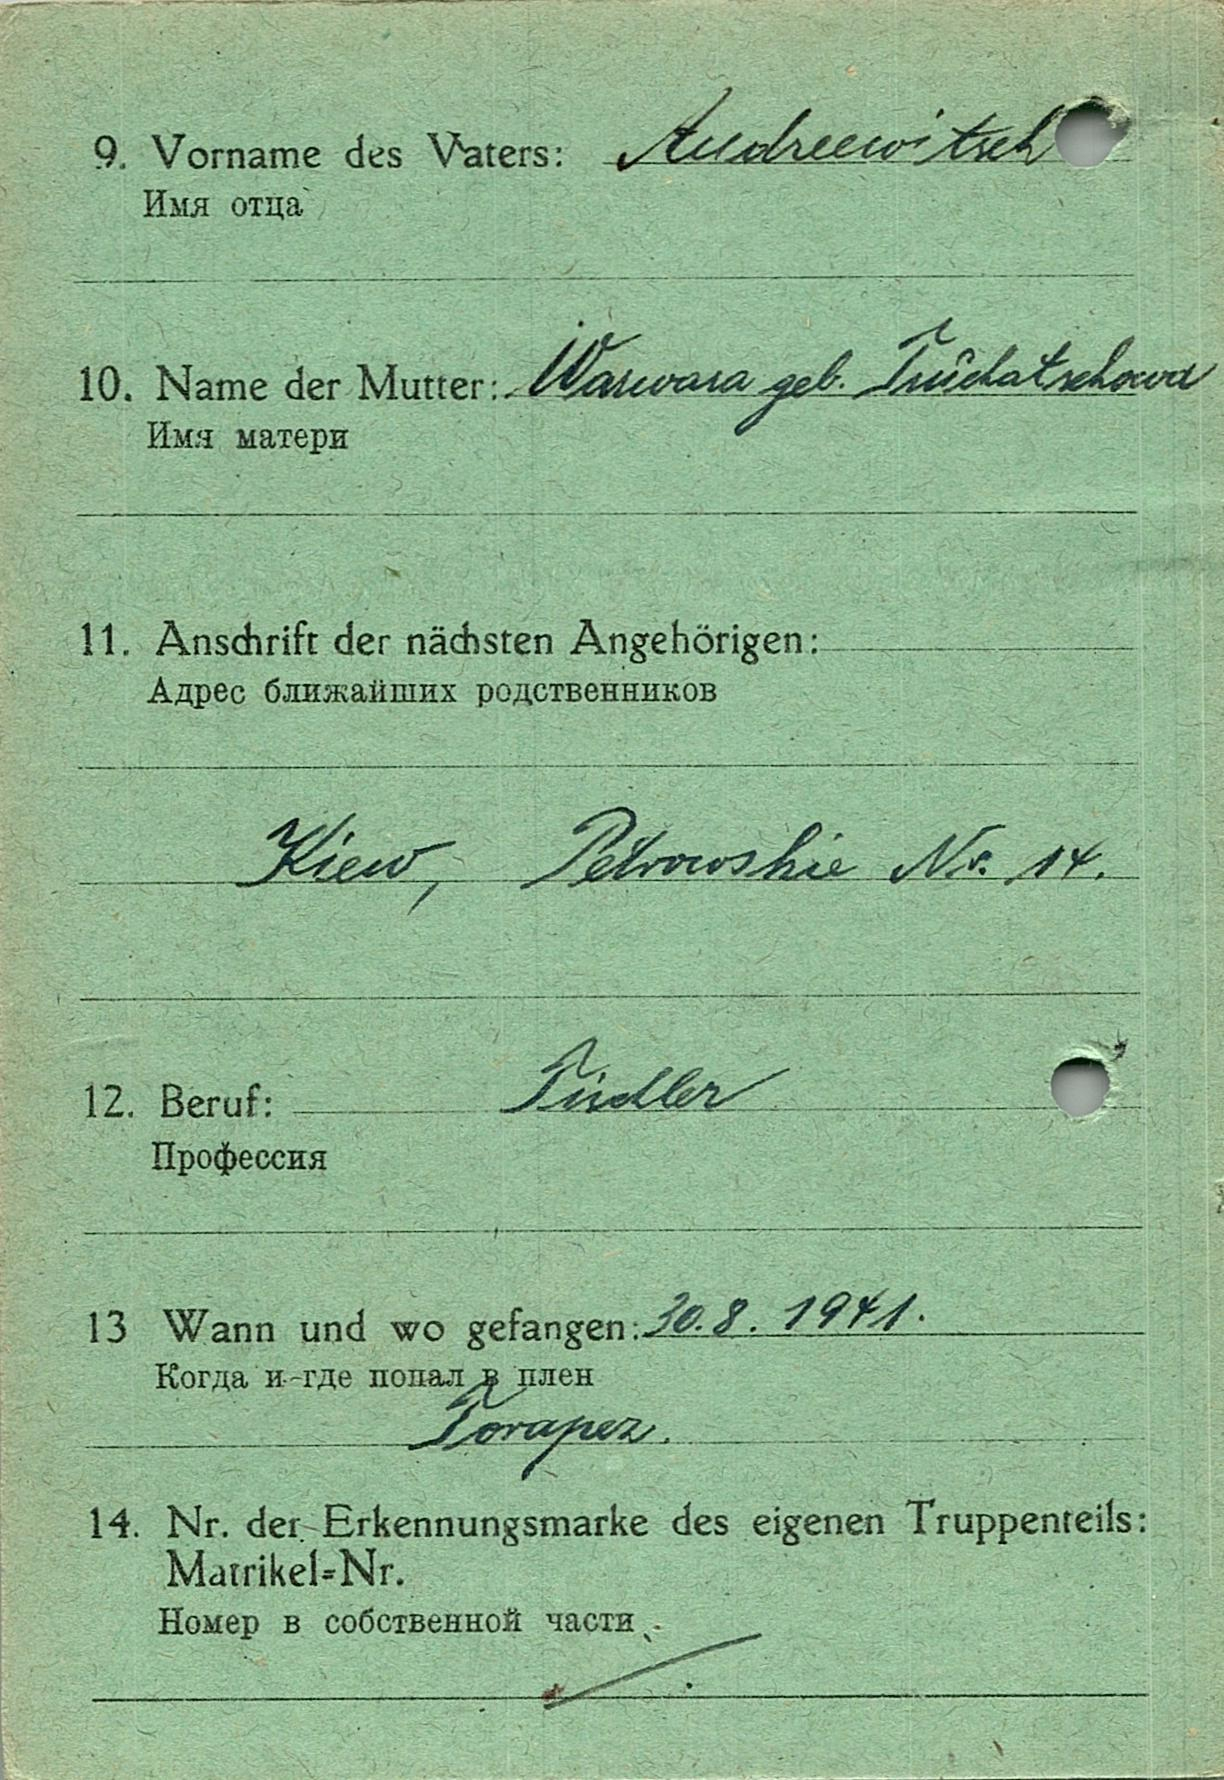 9. Vorname des Vaters: Andreewitsch
Имя отца
10. Name der Mutter: Warwara geb.
Имя матери
11. Anschrift der nächsten Angehörigen:
Адрес ближайших родственников
Kiew, Petrowskie Nr. 14.
12. Beruf:
Профессия
13 Wann und wo gefangen: 30.8. 1941.
Когда и где попал в плен
Torapez.
14. Nr. der Erkennungsmarke des eigenen Truppenteils:
Matrikel=Nr.
Номер в собственной части